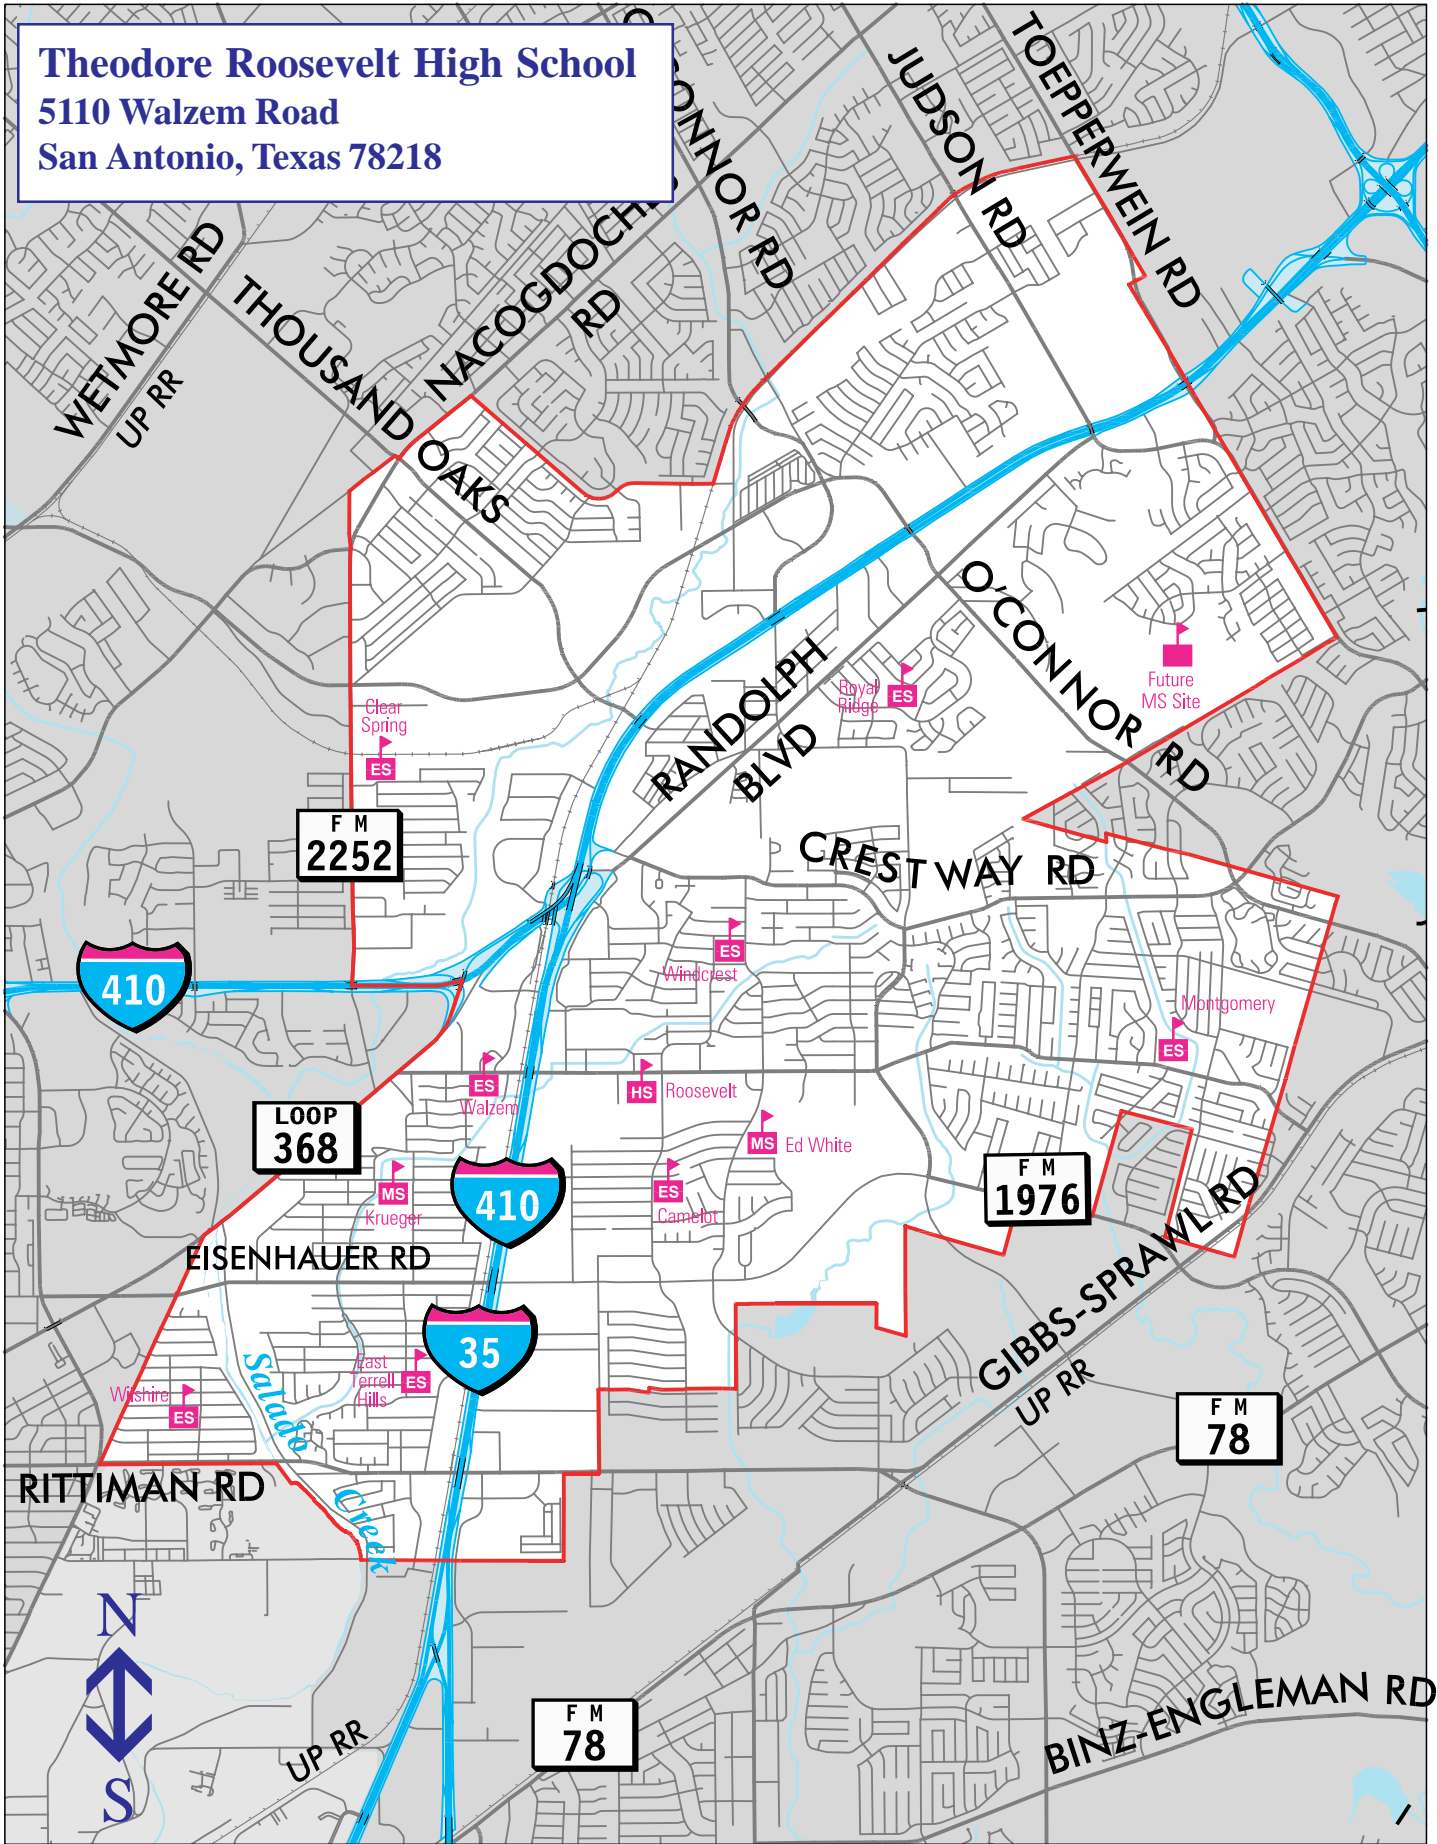 Theodore Roosevelt High School
5110 Walzem Road
San Antonio, Texas 78218
O'CONNOR RD
JUDSON RD
TOEPPERWEIN RD
WETMORE RD
UP RR
THOUSAND OAKS
NACOGDOCHES
RD
O'CONNOR RD
RANDOLPH
BLVD
Royal
Ridge
ES
Future
MS Site
Clear
Spring
ES
F M
2252
CRESTWAY RD
410
ES
Windcrest
Montgomery
ES
ES
Walzem
HS
Roosevelt
LOOP
368
MS
Ed White
MS
Krueger
410
ES
Camelot
F M
1976
EISENHAUER RD
GIBBS-SPRAWL RD
UP RR
35
East
Terrell
Hills
ES
Wilshire
ES
Salado
Creek
F M
78
RITTIMAN RD
N
S
UP RR
F M
78
BINZ-ENGLEMAN RD